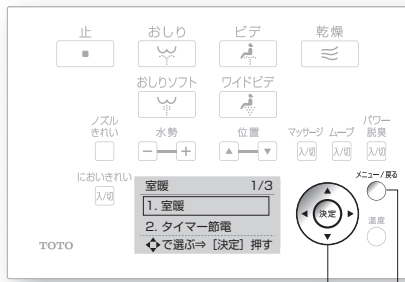 止 おしり ビデ 乾燥
おしりソフト ワイドビデ
ノズル
きれい
水勢 位置 マッサージ ムーブ
パワー
脱臭
− + ▲ ▼ 入/切 入/切 入/切
においきれい
入/切
メニュー/戻る
室暖 1/3
1. 室暖
2. タイマー節電
で選ぶ⇒ [決定] 押す
決定
温度
TOTO